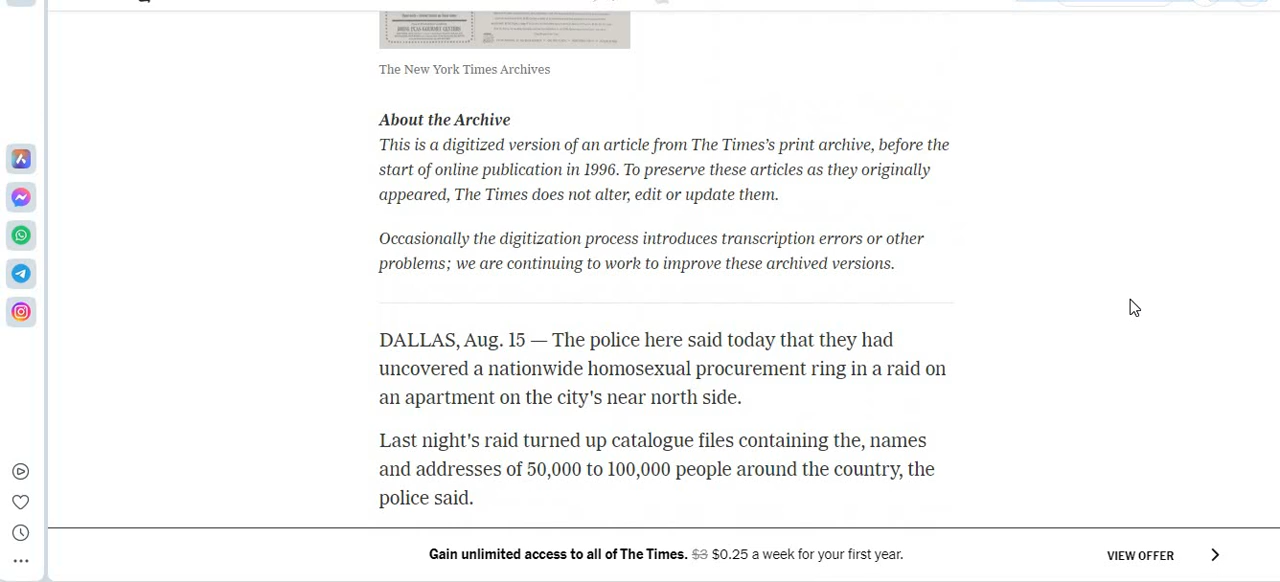 The New York Times Archives
About the Archive
This is a digitized version of an article from The Times's print archive, before the
start of online publication in 1996. To preserve these articles as they originally
appeared, The Times does not alter, edit or update them.
Occasionally the digitization process introduces transcription errors or other
problems; we are continuing to work to improve these archived versions.
DALLAS, Aug. 15 — The police here said today that they had
uncovered a nationwide homosexual procurement ring in a raid on
an apartment on the city's near north side.
Last night's raid turned up catalogue files containing the, names
and addresses of 50,000 to 100,000 people around the country, the
police said.
Gain unlimited access to all of The Times. $3 $0.25 a week for your first year.
VIEW OFFER